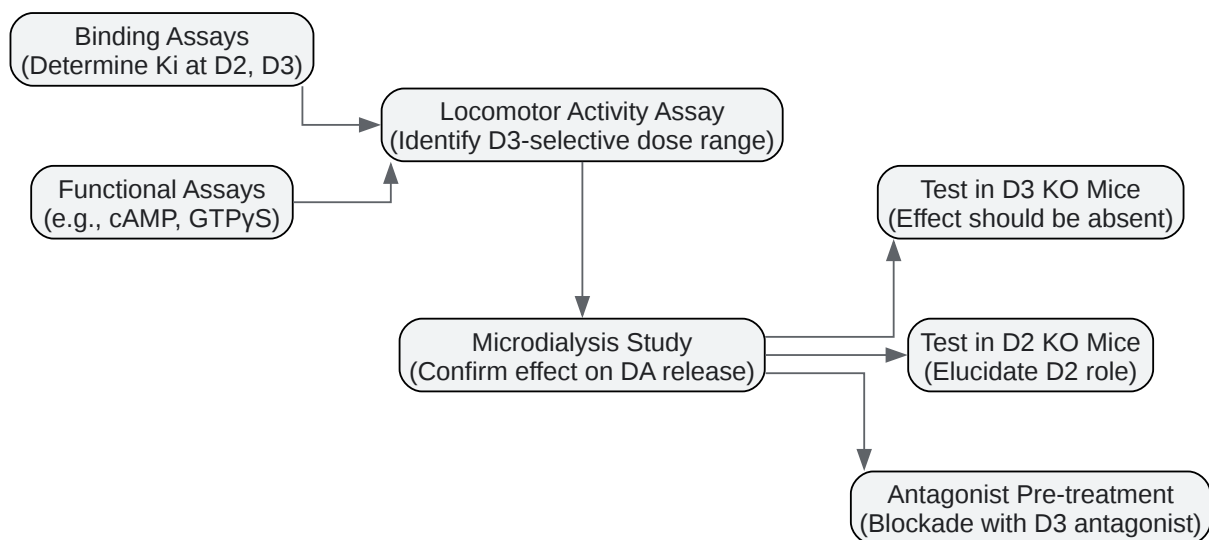 Binding Assays
(Determine Ki at D2, D3)
Locomotor Activity Assay
(Identify D3-selective dose range)
Functional Assays
(e.g., cAMP, GTPγS)
Test in D3 KO Mice
(Effect should be absent)
Microdialysis Study
(Confirm effect on DA release)
Test in D2 KO Mice
(Elucidate D2 role)
Antagonist Pre-treatment
(Blockade with D3 antagonist)